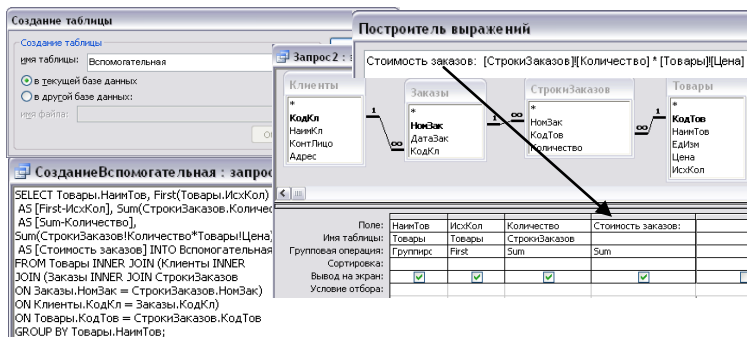 Создание таблицы
Создание таблицы
имя таблицы: Вспомогательная
в текущей базе данных
в другой базе данных:
имя файла:
Построитель выражений
Стоимость заказов: [СтрокиЗаказов]![Количество] * [Товары]![Цена]
Запрос2 :
Клиенты
*
КодКл
НаимКл
КонтЛицо
Адрес
Заказы
*
НомЗак
ДатаЗак
КодКл
СтрокиЗаказов
*
НомЗак
КодТов
Количество
Товары
*
КодТов
НаимТов
ЕдИзм
Цена
ИсхКол
1 ∞ 1 ∞ ∞ 1
СозданиеВспомогательная : запрос
SELECT Товары.НаимТов, First(Товары.ИсхКол)
AS [First-ИсхКол], Sum(СтрокиЗаказов.Количес
AS [Sum-Количество],
Sum(СтрокиЗаказов!Количество*Товары!Цена)
AS [Стоимость заказов] INTO Вспомогательная
FROM Товары INNER JOIN (Клиенты INNER
JOIN (Заказы INNER JOIN СтрокиЗаказов
ON Заказы.НомЗак = СтрокиЗаказов.НомЗак)
ON Клиенты.КодКл = Заказы.КодКл)
ON Товары.КодТов = СтрокиЗаказов.КодТов
GROUP BY Товары.НаимТов;
Поле: НаимТов ИсхКол Количество Стоимость заказов:
Имя таблицы: Товары Товары СтрокиЗаказов
Групповая операция: Группирс First Sum Sum
Сортировка:
Вывод на экран:
Условие отбора: